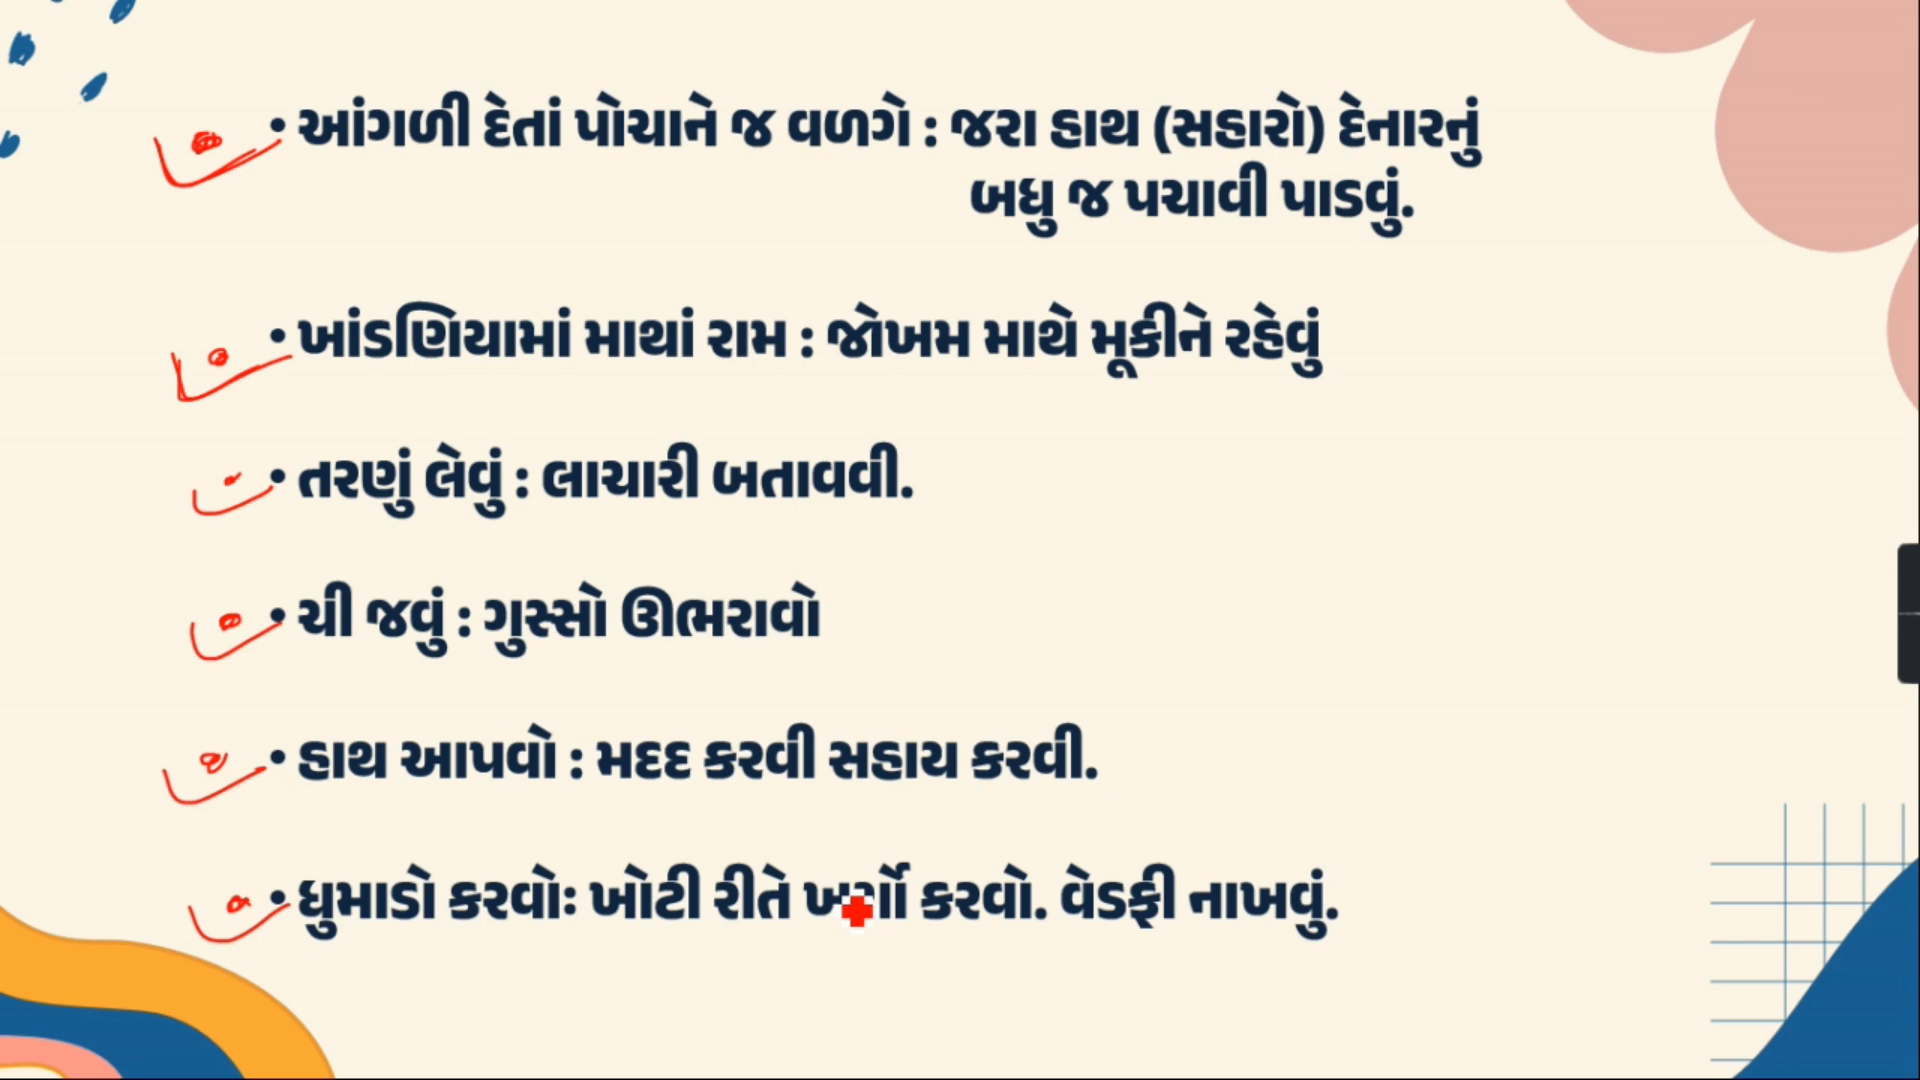 • આંગળી દેતાં પોચાને જ વળગે : જરા હાથ (સહારો) દેનારનું
બધુ જ પચાવી પાડવું.
• ખાંડણિયામાં માથાં રામ : જોખમ માથે મૂકીને રહેવું
• તરણું લેવું : લાચારી બતાવવી.
• ચી જવું : ગુસ્સો ઊભરાવો
• હાથ આપવો : મદદ કરવી સહાય કરવી.
• ધુમાડો કરવોઃ ખોટી રીતે કરવો. વેડફી નાખવું.